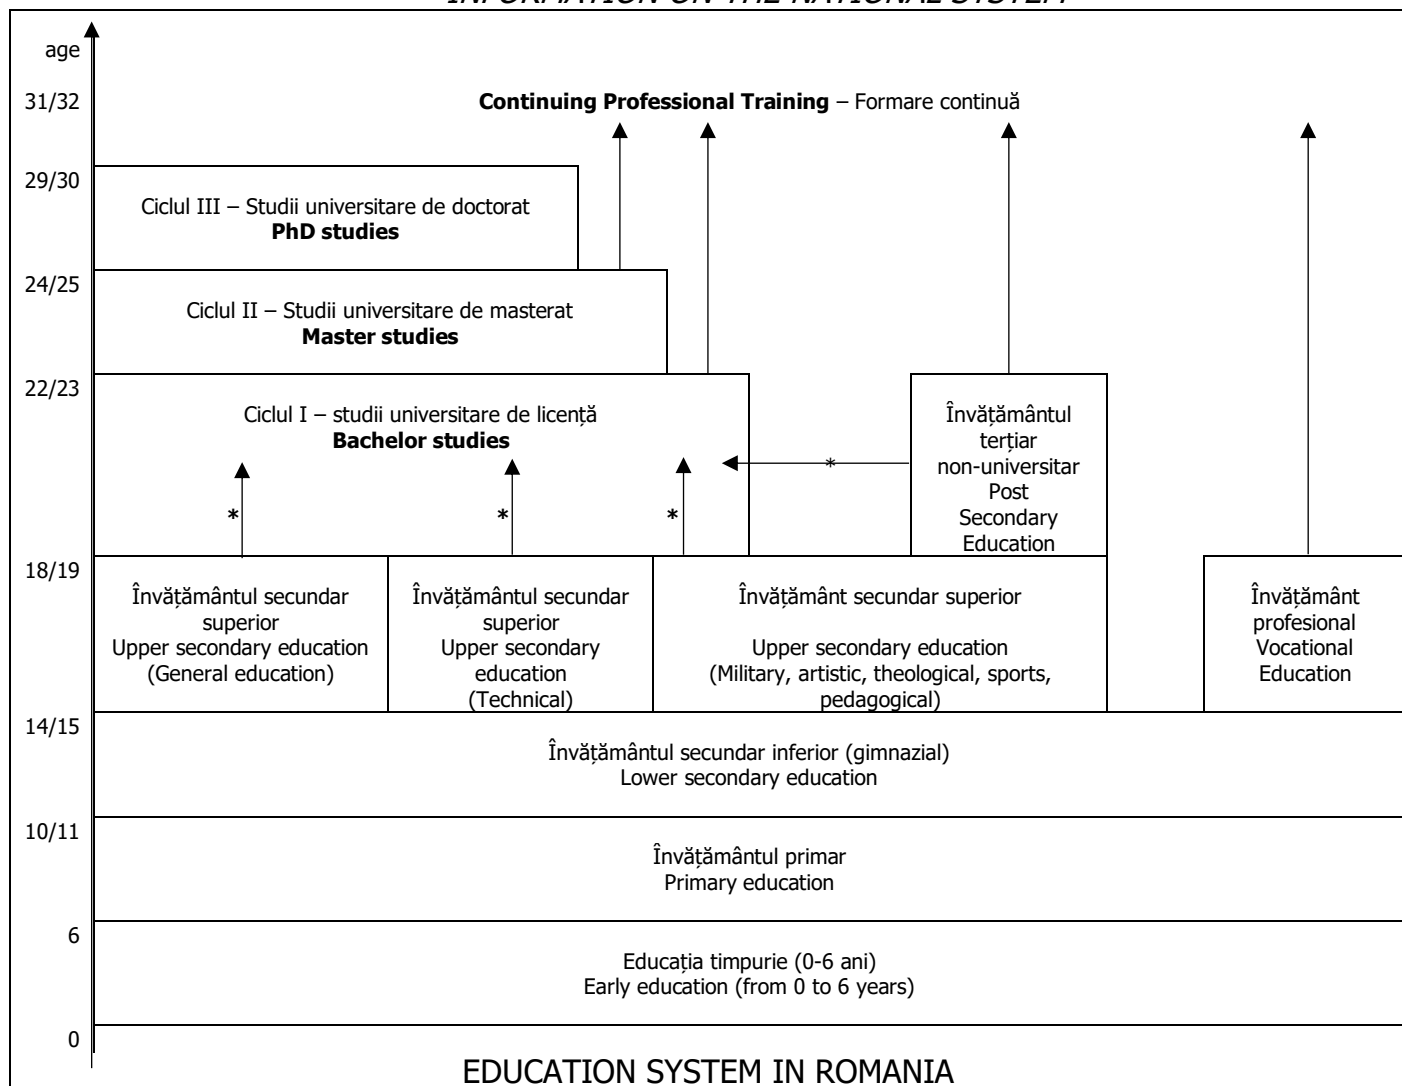 INFORMATION ON THE NATIONAL SYSTEM
age
31/32
Continuing Professional Training – Formare continuă
29/30
Ciclul III – Studii universitare de doctorat
PhD studies
24/25
Ciclul II – Studii universitare de masterat
Master studies
22/23
Ciclul I – studii universitare de licență
Bachelor studies
Învățământul
terțiar
non-universitar
Post
Secondary
Education
*
*
*
*
18/19
Învățământul secundar
superior
Upper secondary education
(General education)
Învățământul secundar
superior
Upper secondary
education
(Technical)
Învățământ secundar superior
Upper secondary education
(Military, artistic, theological, sports,
pedagogical)
Învățământ
profesional
Vocational
Education
14/15
Învățământul secundar inferior (gimnazial)
Lower secondary education
10/11
Învățământul primar
Primary education
6
Educația timpurie (0-6 ani)
Early education (from 0 to 6 years)
0
EDUCATION SYSTEM IN ROMANIA